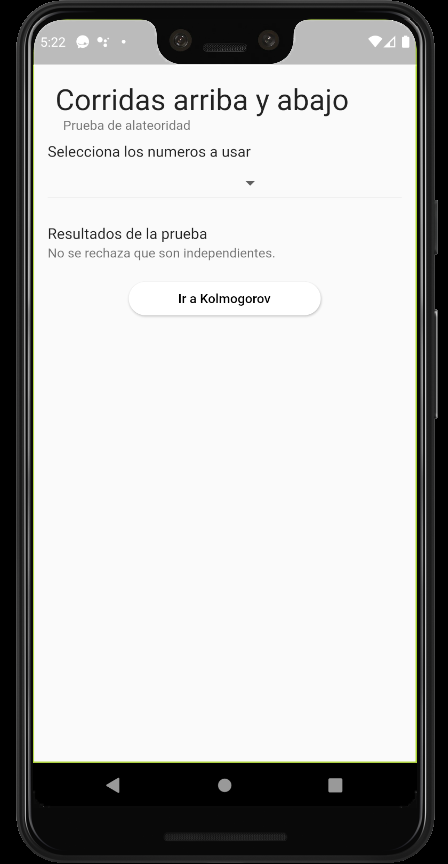 5:22
Corridas arriba y abajo
Prueba de alateoridad
Selecciona los numeros a usar
Resultados de la prueba
No se rechaza que son independientes.
Ir a Kolmogorov